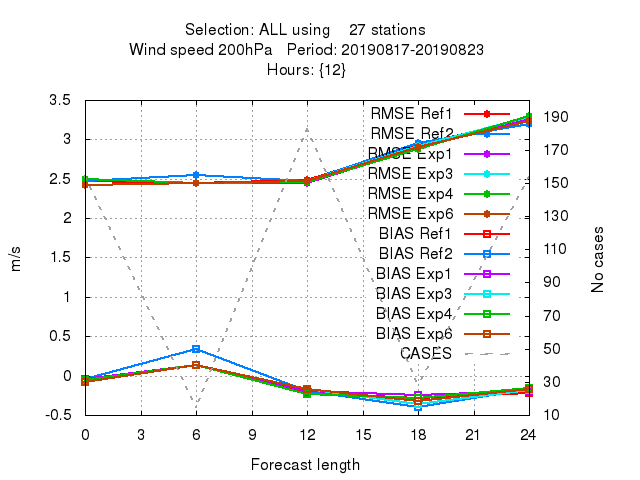 Selection: ALL using 27 stations
Wind speed 200hPa Period: 20190817-20190823
Hours: {12}
3.5
3
2.5
2
1.5
1
0.5
0
-0.5
m/s
190
170
150
130
110
90
70
50
30
10
No cases
RMSE Ref1
RMSE Ref2
RMSE Exp1
RMSE Exp3
RMSE Exp4
RMSE Exp6
BIAS Ref1
BIAS Ref2
BIAS Exp1
BIAS Exp3
BIAS Exp4
BIAS Exp6
CASES
0 3 6 9 12 15 18 21 24
Forecast length